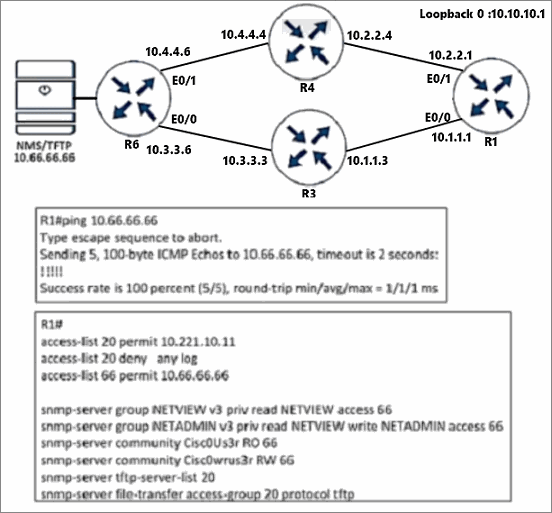 Loopback 0 :10.10.10.1
10.4.4.6
10.4.4.4
10.2.2.4
10.2.2.1
E0/1
R4
E0/1
NMS/TFTP
10.66.66.66
R6
E0/0
E0/0
R1
10.3.3.6
10.3.3.3
10.1.1.3
10.1.1.1
R3
R1#ping 10.66.66.66
Type escape sequence to abort.
Sending 5, 100-byte ICMP Echos to 10.66.66.66, timeout is 2 seconds:
!!!!!
Success rate is 100 percent (5/5), round-trip min/avg/max = 1/1/1 ms
R1#
access-list 20 permit 10.221.10.11
access-list 20 deny any log
access-list 66 permit 10.66.66.66
snmp-server group NETVIEW v3 priv read NETVIEW access 66
snmp-server group NETADMIN v3 priv read NETVIEW write NETADMIN access 66
snmp-server community Cisc0Us3r RO 66
snmp-server community Cisc0wrus3r RW 66
snmp-server tftp-server-list 20
snmp-server file-transfer access-group 20 protocol tftp